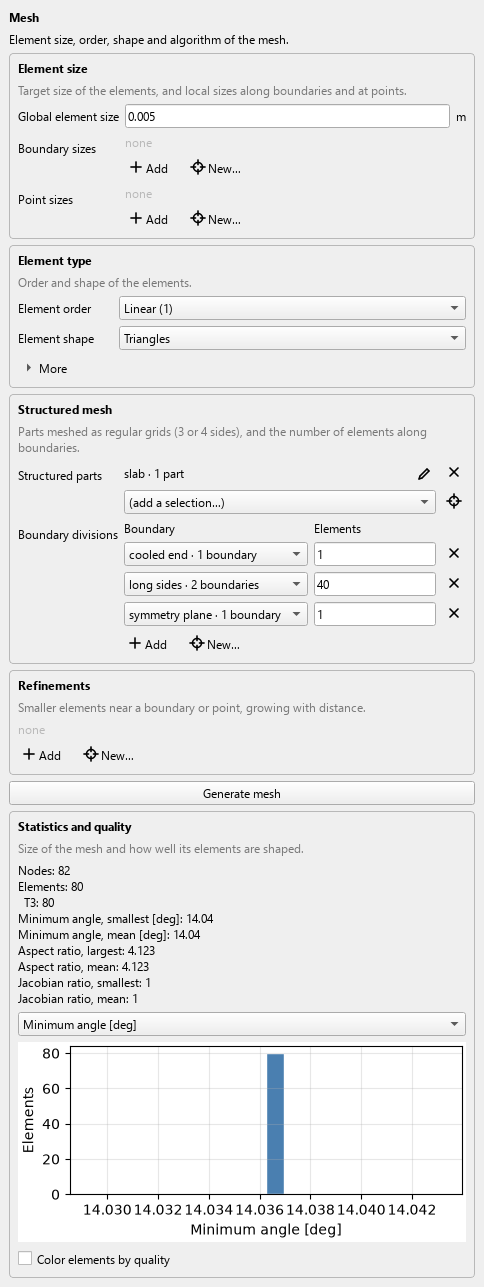 Mesh
Element size, order, shape and algorithm of the mesh.
Element size
Target size of the elements, and local sizes along boundaries and at points.
Global element size 0.005 m
Boundary sizes none
Add New...
Point sizes none
Add New...
Element type
Order and shape of the elements.
Element order Linear (1)
Element shape Triangles
More
Structured mesh
Parts meshed as regular grids (3 or 4 sides), and the number of elements along
boundaries.
Structured parts slab · 1 part
(add a selection...)
Boundary divisions Boundary Elements
cooled end · 1 boundary 1
long sides · 2 boundaries 40
symmetry plane · 1 boundary 1
Add New...
Refinements
Smaller elements near a boundary or point, growing with distance.
none
Add New...
Generate mesh
Statistics and quality
Size of the mesh and how well its elements are shaped.
Nodes: 82
Elements: 80
T3: 80
Minimum angle, smallest [deg]: 14.04
Minimum angle, mean [deg]: 14.04
Aspect ratio, largest: 4.123
Aspect ratio, mean: 4.123
Jacobian ratio, smallest: 1
Jacobian ratio, mean: 1
Minimum angle [deg]
80
60
40
20
0
Elements
14.030 14.032 14.034 14.036 14.038 14.040 14.042
Minimum angle [deg]
Color elements by quality